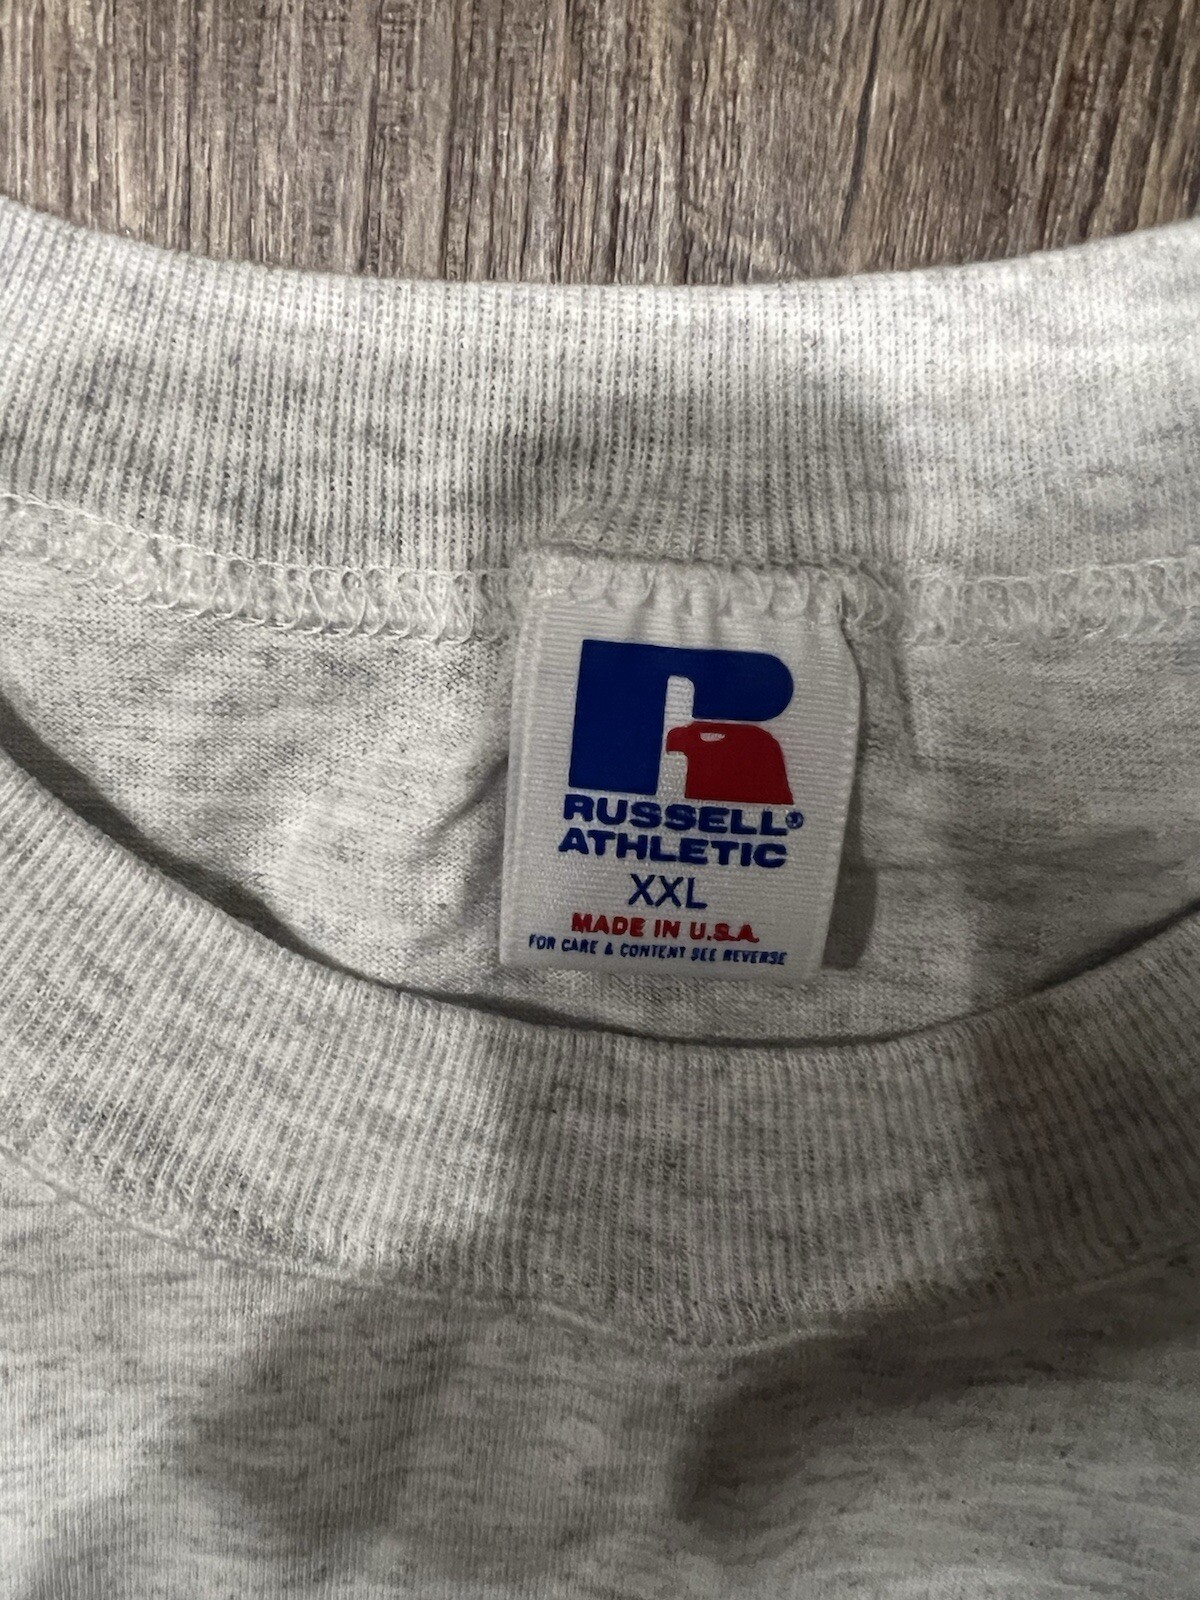 RUSSELL®
ATHLETIC
XXL
MADE IN U.S.A.
FOR CARE & CONTENT SEE REVERSE